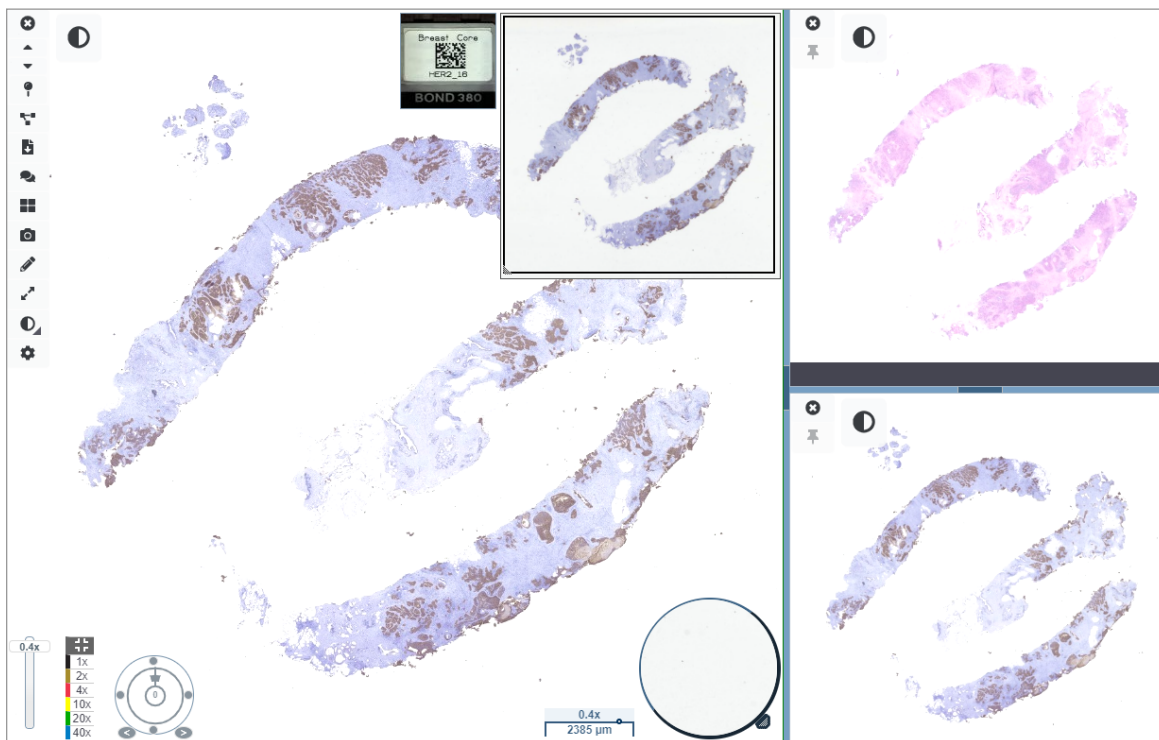 Breast Core
HER2_16
BOND 380
0.4x
1x
2x
4x
10x
20x
40x
0
0.4x
2385 µm